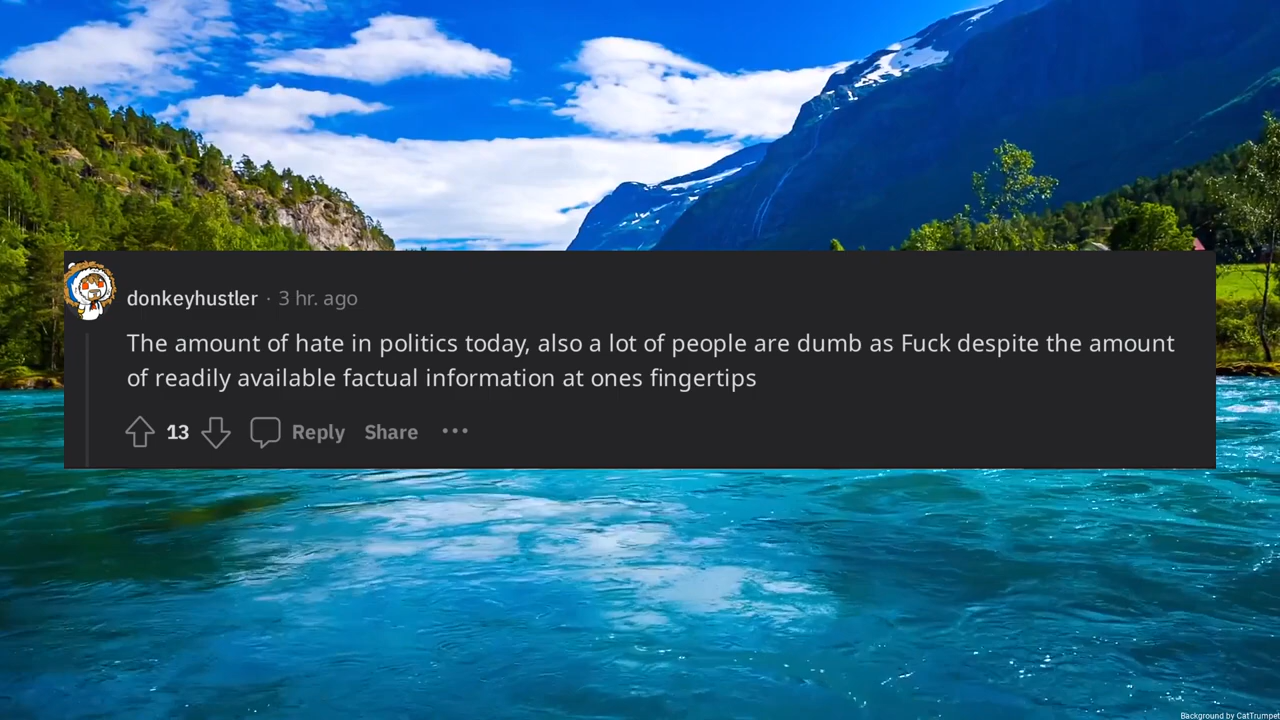 donkeyhustler · 3 hr. ago
The amount of hate in politics today, also a lot of people are dumb as Fuck despite the amount
of readily available factual information at ones fingertips
13 Reply Share ...
Background by CatTrumpet